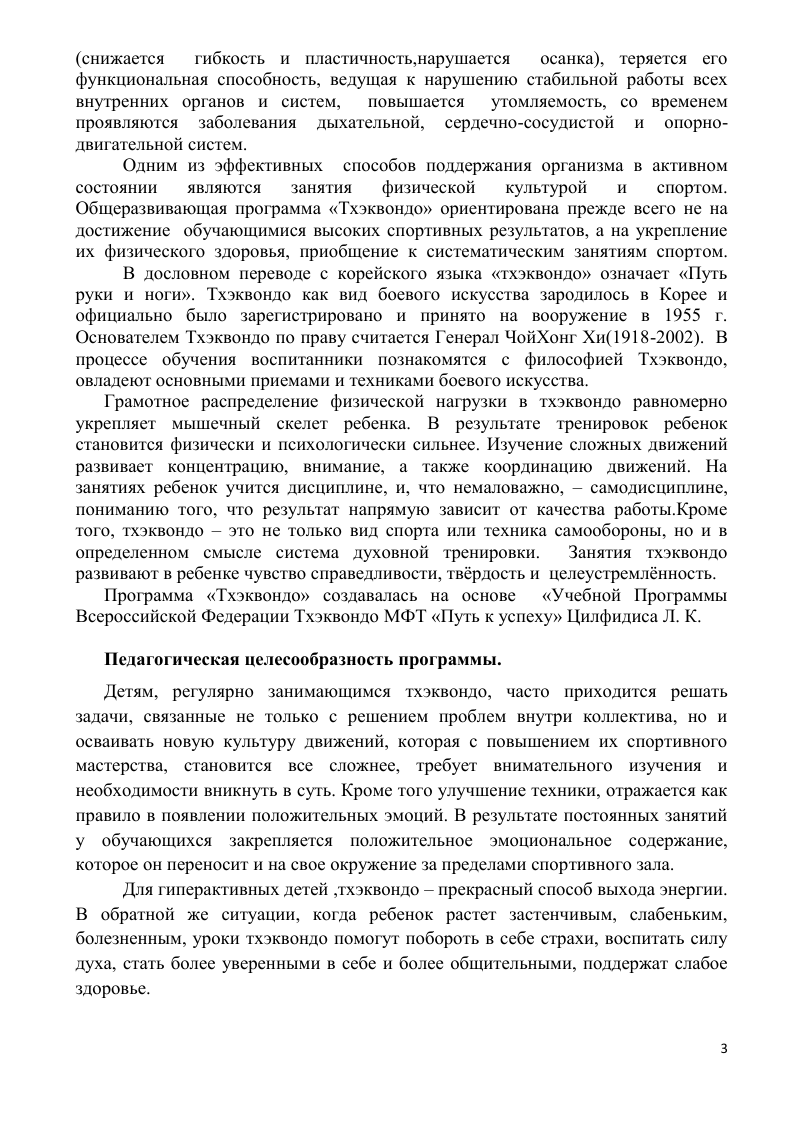 (снижается гибкость и пластичность,нарушается осанка), теряется его
функциональная способность, ведущая к нарушению стабильной работы всех
внутренних органов и систем, повышается утомляемость, со временем
проявляются заболевания дыхательной, сердечно-сосудистой и опорно-
двигательной систем.
Одним из эффективных способов поддержания организма в активном
состоянии являются занятия физической культурой и спортом.
Общеразвивающая программа «Тхэквондо» ориентирована прежде всего не на
достижение обучающимися высоких спортивных результатов, а на укрепление
их физического здоровья, приобщение к систематическим занятиям спортом.
В дословном переводе с корейского языка «тхэквондо» означает «Путь
руки и ноги». Тхэквондо как вид боевого искусства зародилось в Корее и
официально было зарегистрировано и принято на вооружение в 1955 г.
Основателем Тхэквондо по праву считается Генерал ЧойХонг Хи(1918-2002). В
процессе обучения воспитанники познакомятся с философией Тхэквондо,
овладеют основными приемами и техниками боевого искусства.
Грамотное распределение физической нагрузки в тхэквондо равномерно
укрепляет мышечный скелет ребенка. В результате тренировок ребенок
становится физически и психологически сильнее. Изучение сложных движений
развивает концентрацию, внимание, а также координацию движений. На
занятиях ребенок учится дисциплине, и, что немаловажно, – самодисциплине,
пониманию того, что результат напрямую зависит от качества работы.Кроме
того, тхэквондо – это не только вид спорта или техника самообороны, но и в
определенном смысле система духовной тренировки. Занятия тхэквондо
развивают в ребенке чувство справедливости, твёрдость и целеустремлённость.
Программа «Тхэквондо» создавалась на основе «Учебной Программы
Всероссийской Федерации Тхэквондо МФТ «Путь к успеху» Цилфидиса Л. К.
Педагогическая целесообразность программы.
Детям, регулярно занимающимся тхэквондо, часто приходится решать
задачи, связанные не только с решением проблем внутри коллектива, но и
осваивать новую культуру движений, которая с повышением их спортивного
мастерства, становится все сложнее, требует внимательного изучения и
необходимости вникнуть в суть. Кроме того улучшение техники, отражается как
правило в появлении положительных эмоций. В результате постоянных занятий
у обучающихся закрепляется положительное эмоциональное содержание,
которое он переносит и на свое окружение за пределами спортивного зала.
Для гиперактивных детей ,тхэквондо – прекрасный способ выхода энергии.
В обратной же ситуации, когда ребенок растет застенчивым, слабеньким,
болезненным, уроки тхэквондо помогут побороть в себе страхи, воспитать силу
духа, стать более уверенными в себе и более общительными, поддержат слабое
здоровье.
3